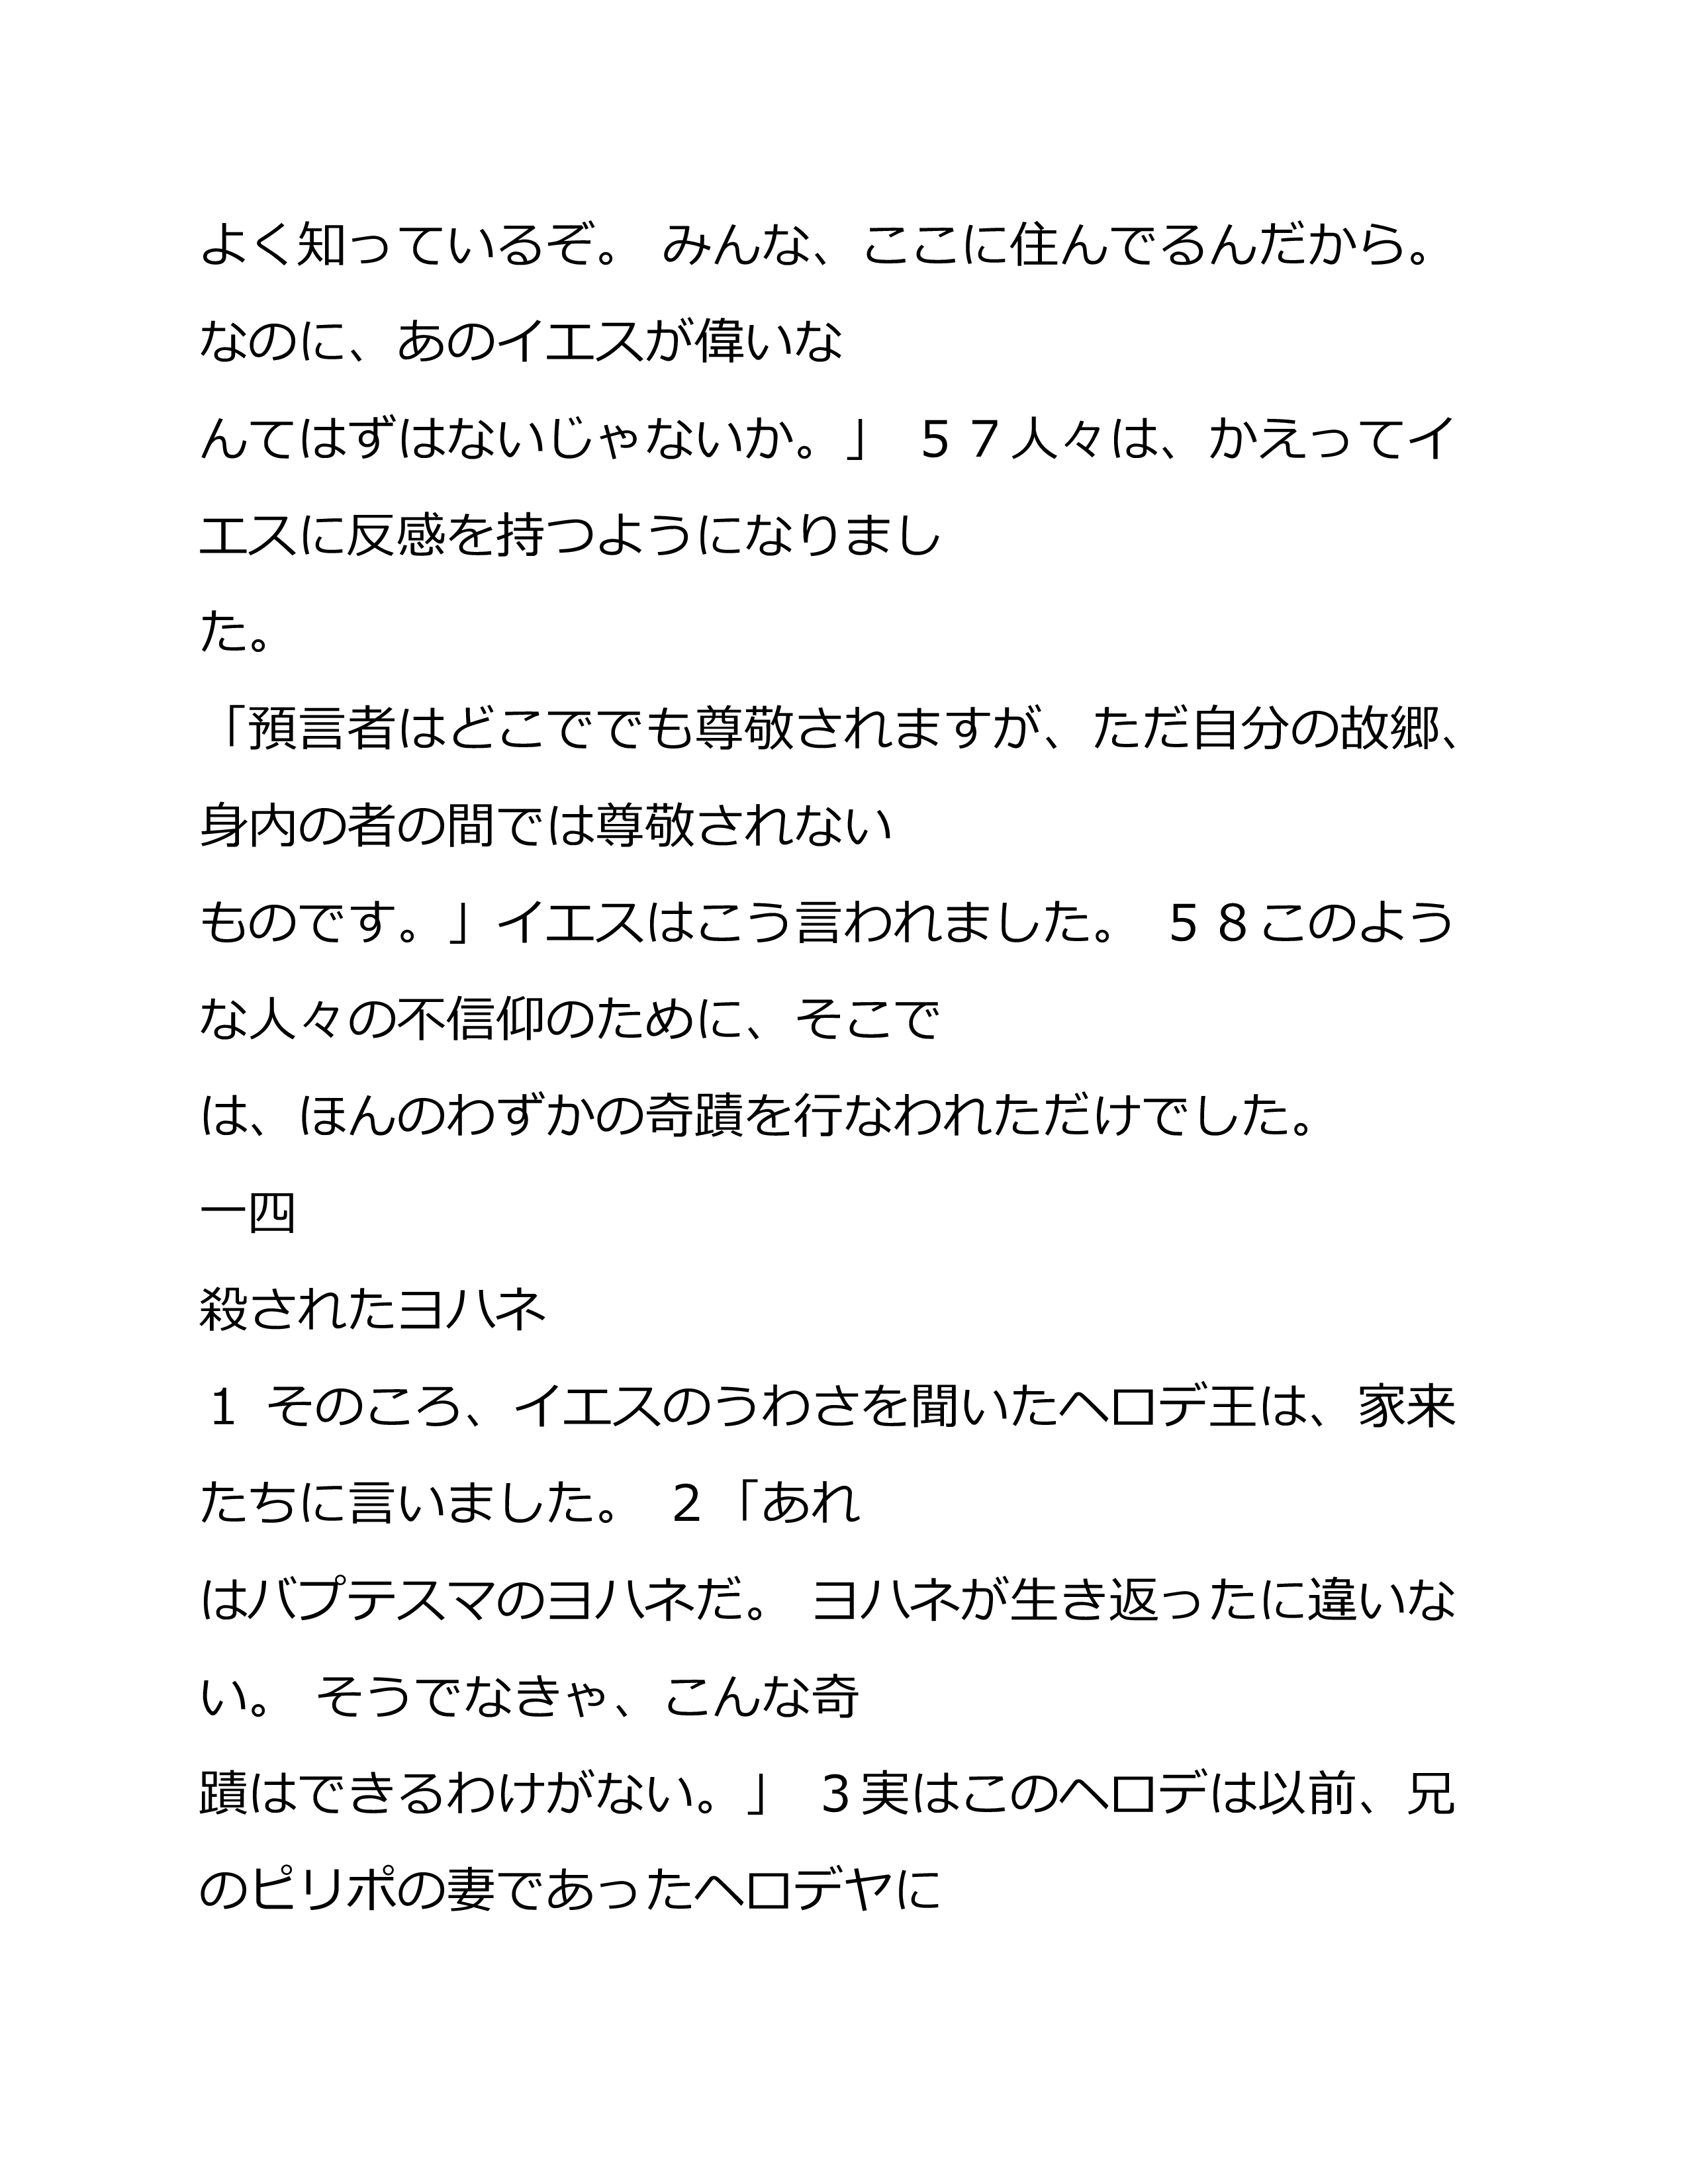 よく知っているぞ。 みんな、ここに住んでるんだから。
なのに、あのイエスが偉いな
んてはずはないじゃないか。」 ５７人々は、かえってイ
エスに反感を持つようになりまし
た。
「預言者はどこででも尊敬されますが、ただ自分の故郷、
身内の者の間では尊敬されない
ものです。」イエスはこう言われました。 ５８このよう
な人々の不信仰のために、そこで
は、ほんのわずかの奇蹟を行なわれただけでした。
一四
殺されたヨハネ
１ そのころ、イエスのうわさを聞いたヘロデ王は、家来
たちに言いました。 ２「あれ
はバプテスマのヨハネだ。 ヨハネが生き返ったに違いな
い。 そうでなきゃ、こんな奇
蹟はできるわけがない。」 ３実はこのヘロデは以前、兄
のピリポの妻であったヘロデヤに